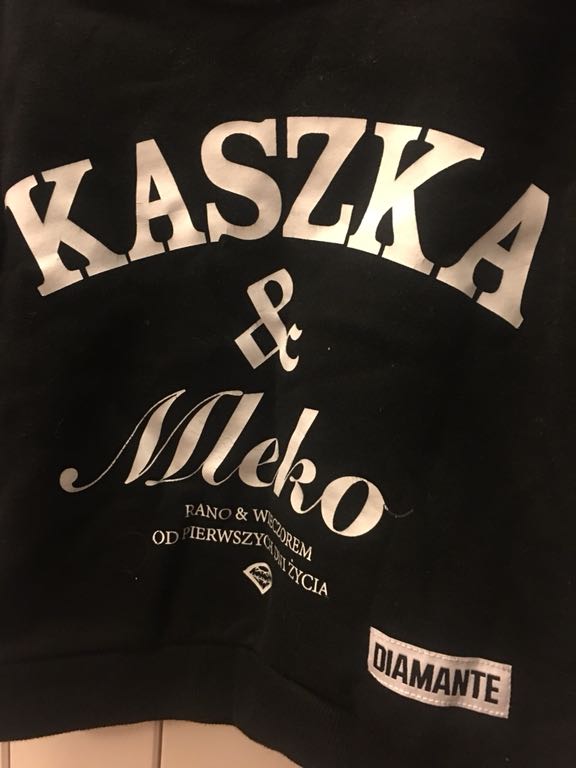 KASZKA
&
Mleko
RANO & WIECZOREM
OD PIERWSZYCH DNI ŻYCIA
DIAMANTE